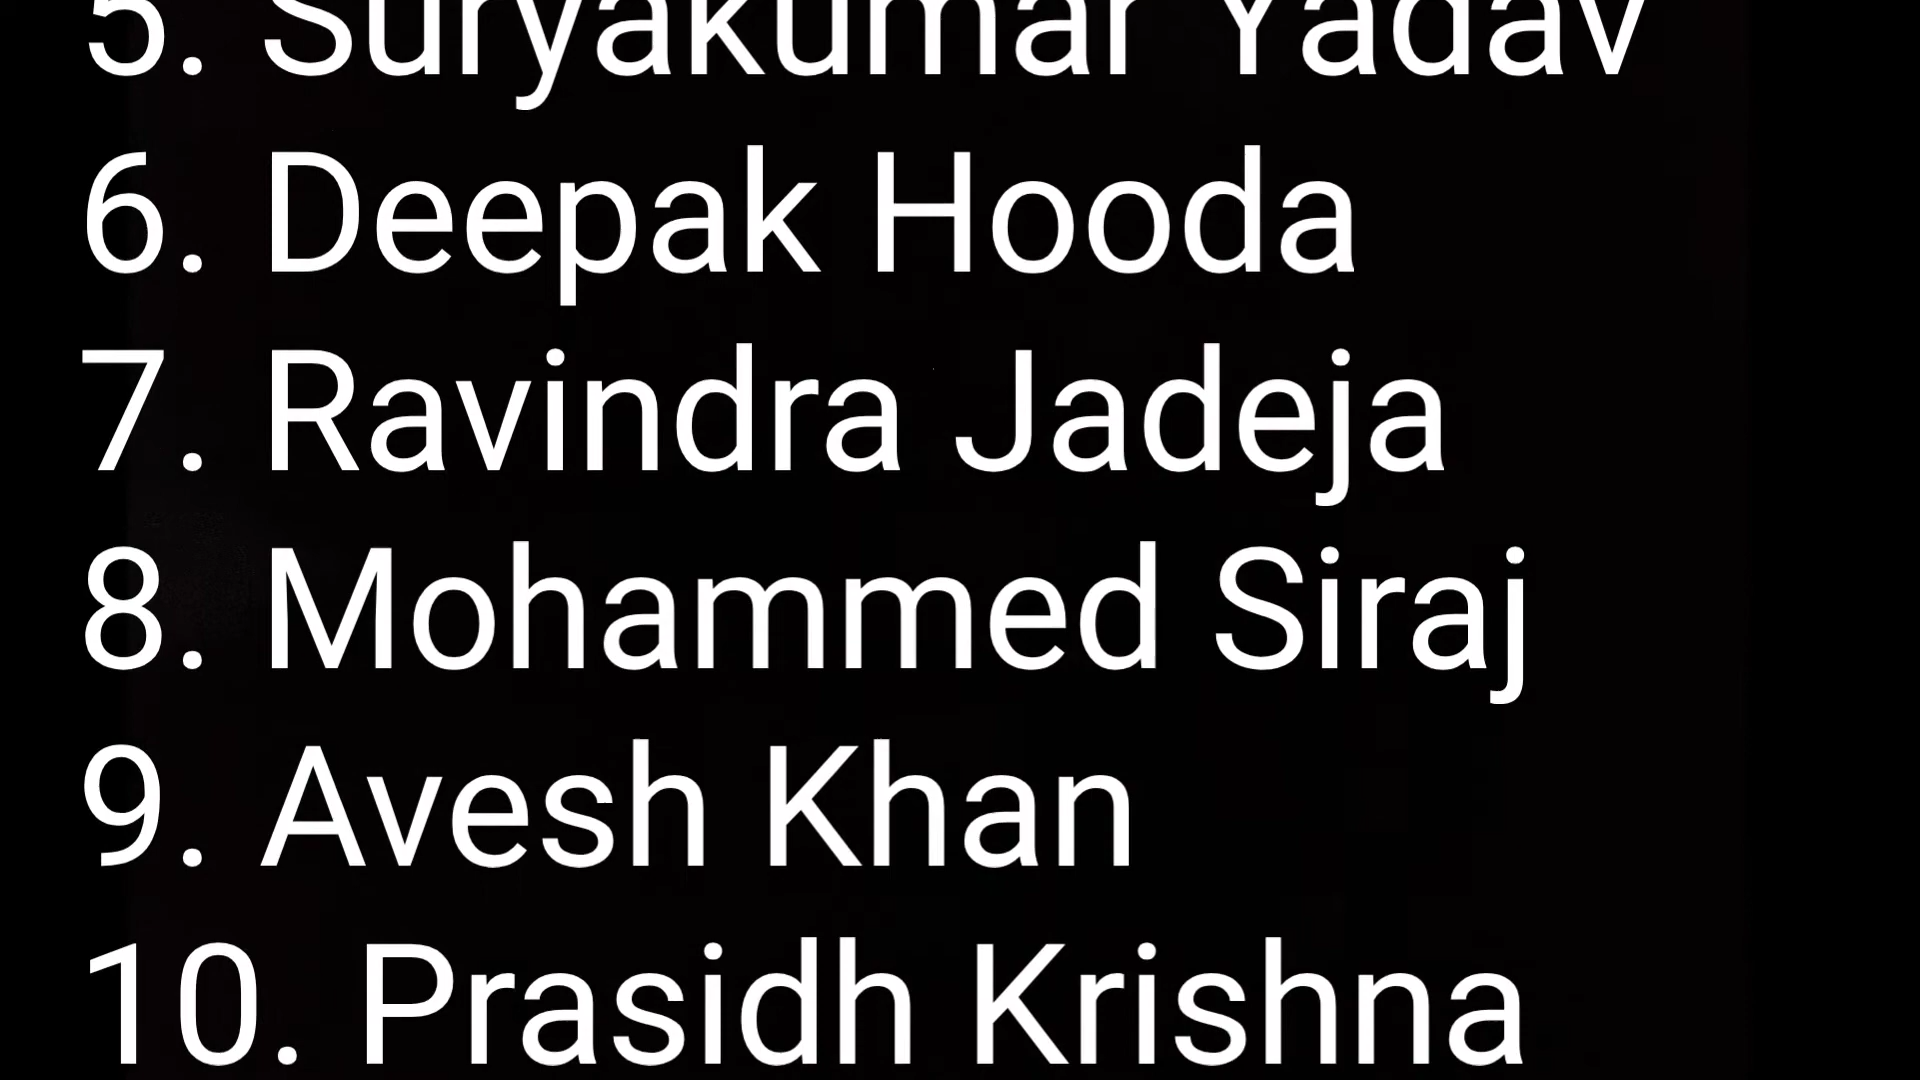 5. Suryakumar Yadav
6. Deepak Hooda
7. Ravindra Jadeja
8. Mohammed Siraj
9. Avesh Khan
10. Prasidh Krishna